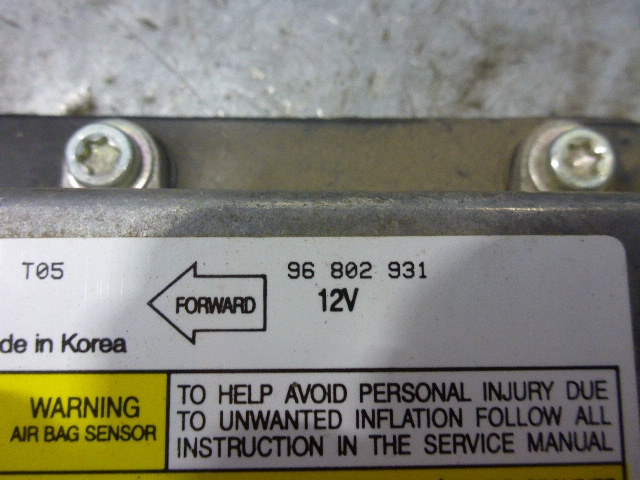 T05
96 802 931
FORWARD
12V
de in Korea
WARNING
AIR BAG SENSOR
TO HELP AVOID PERSONAL INJURY DUE
TO UNWANTED INFLATION FOLLOW ALL
INSTRUCTION IN THE SERVICE MANUAL